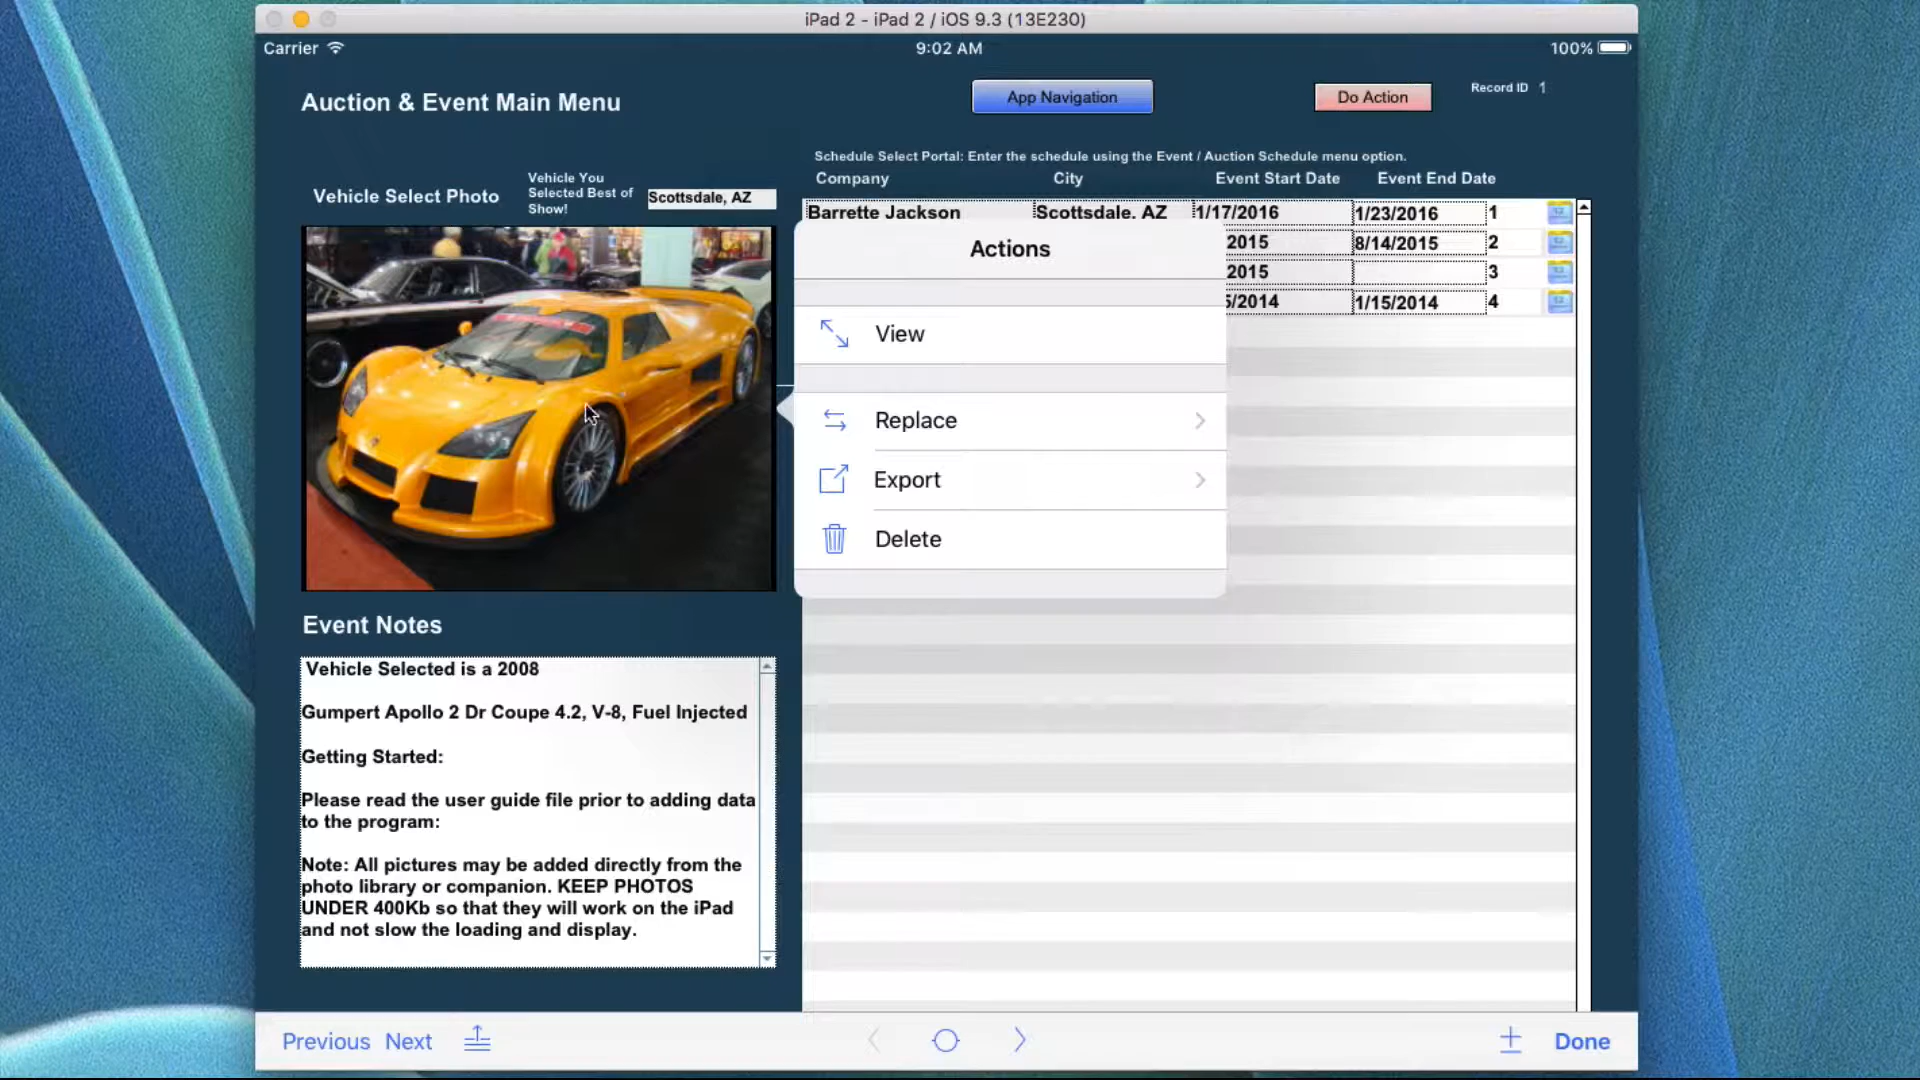 iPad 2 - iPad 2 / iOS 9.3 (13E230)
Carrier
9:02 AM
100%
Auction & Event Main Menu
App Navigation
Do Action
Record ID 1
Schedule Select Portal: Enter the schedule using the Event / Auction Schedule menu option.
Company City Event Start Date Event End Date
Vehicle Select Photo
Vehicle You
Selected Best of
Show!
Scottsdale, AZ
Barrette Jackson Scottsdale. AZ 1/17/2016 1/23/2016 1
2015 8/14/2015 2
2015 3
5/2014 1/15/2014 4
Actions
View
Replace
Export
Delete
Event Notes
Vehicle Selected is a 2008
Gumpert Apollo 2 Dr Coupe 4.2, V-8, Fuel Injected
Getting Started:
Please read the user guide file prior to adding data
to the program:
Note: All pictures may be added directly from the
photo library or companion. KEEP PHOTOS
UNDER 400Kb so that they will work on the iPad
and not slow the loading and display.
Previous Next
Done